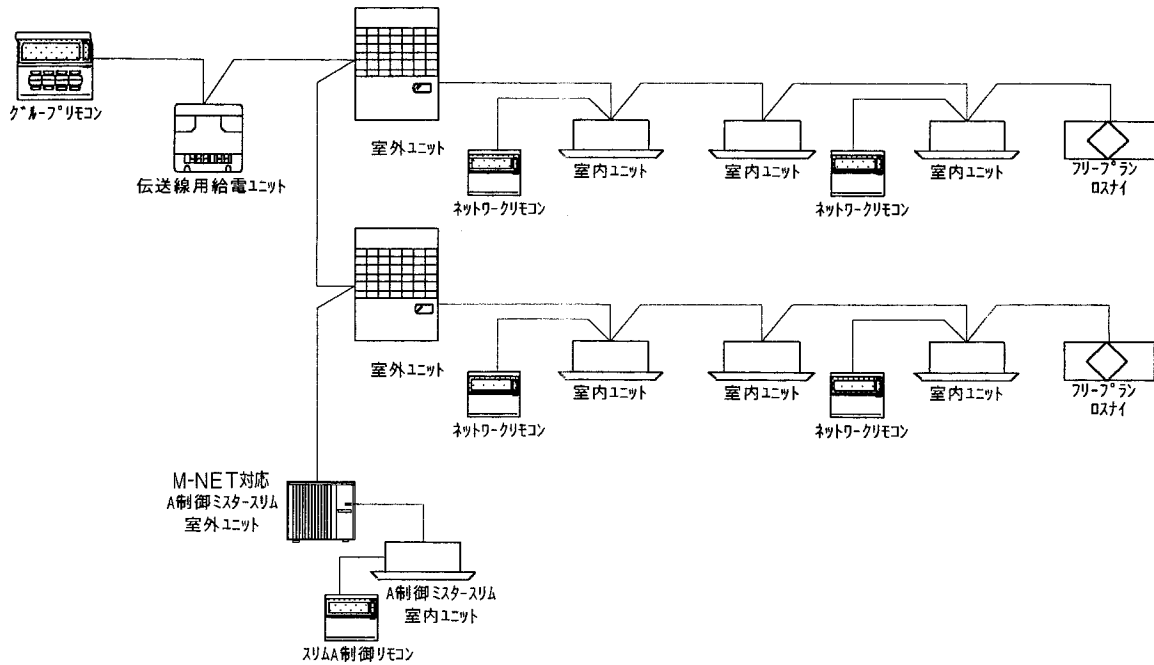 グループリモコン
伝送線用給電ユニット
室外ユニット
ネットワークリモコン
室内ユニット
室内ユニット
ネットワークリモコン
室内ユニット
フリープラン
ロスナイ
室外ユニット
ネットワークリモコン
室内ユニット
室内ユニット
ネットワークリモコン
室内ユニット
フリープラン
ロスナイ
M-NET対応
A制御ミスタースリム
室外ユニット
A制御ミスタースリム
室内ユニット
スリムA制御リモコン